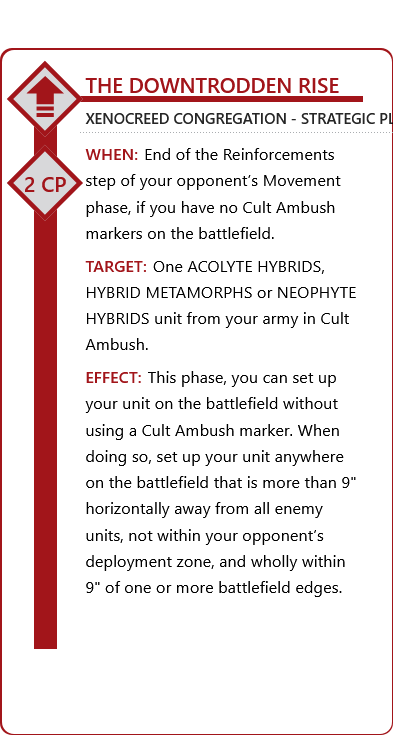 THE DOWNTRODDEN RISE
XENOCREED CONGREGATION - STRATEGIC PL
2 CP
WHEN: End of the Reinforcements
step of your opponent's Movement
phase, if you have no Cult Ambush
markers on the battlefield.
TARGET: One ACOLYTE HYBRIDS,
HYBRID METAMORPHS or NEOPHYTE
HYBRIDS unit from your army in Cult
Ambush.
EFFECT: This phase, you can set up
your unit on the battlefield without
using a Cult Ambush marker. When
doing so, set up your unit anywhere
on the battlefield that is more than 9"
horizontally away from all enemy
units, not within your opponent's
deployment zone, and wholly within
9" of one or more battlefield edges.